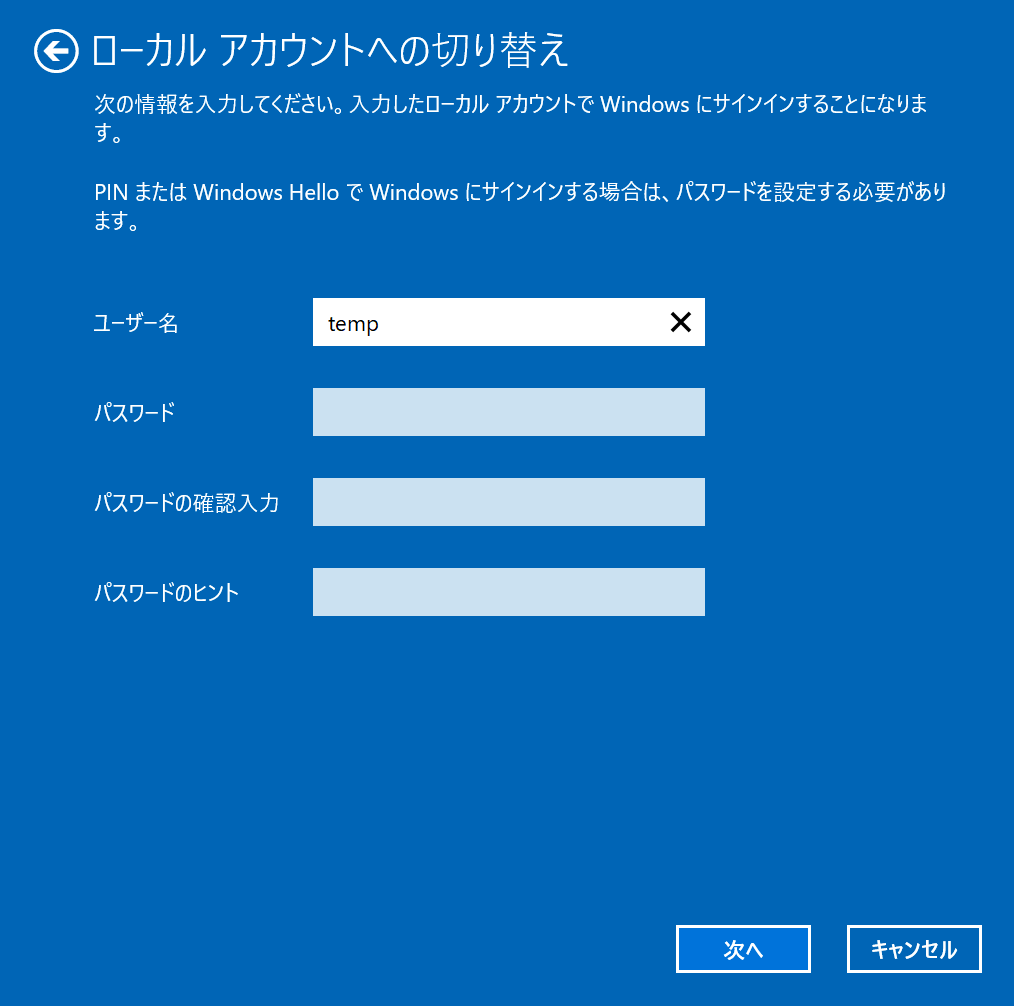 ローカル アカウントへの切り替え
次の情報を入力してください。入力したローカル アカウントで Windows にサインインすることになりま
す。
PIN または Windows Hello で Windows にサインインする場合は、パスワードを設定する必要があり
ます。
ユーザー名
temp
パスワード
パスワードの確認入力
パスワードのヒント
次へ
キャンセル